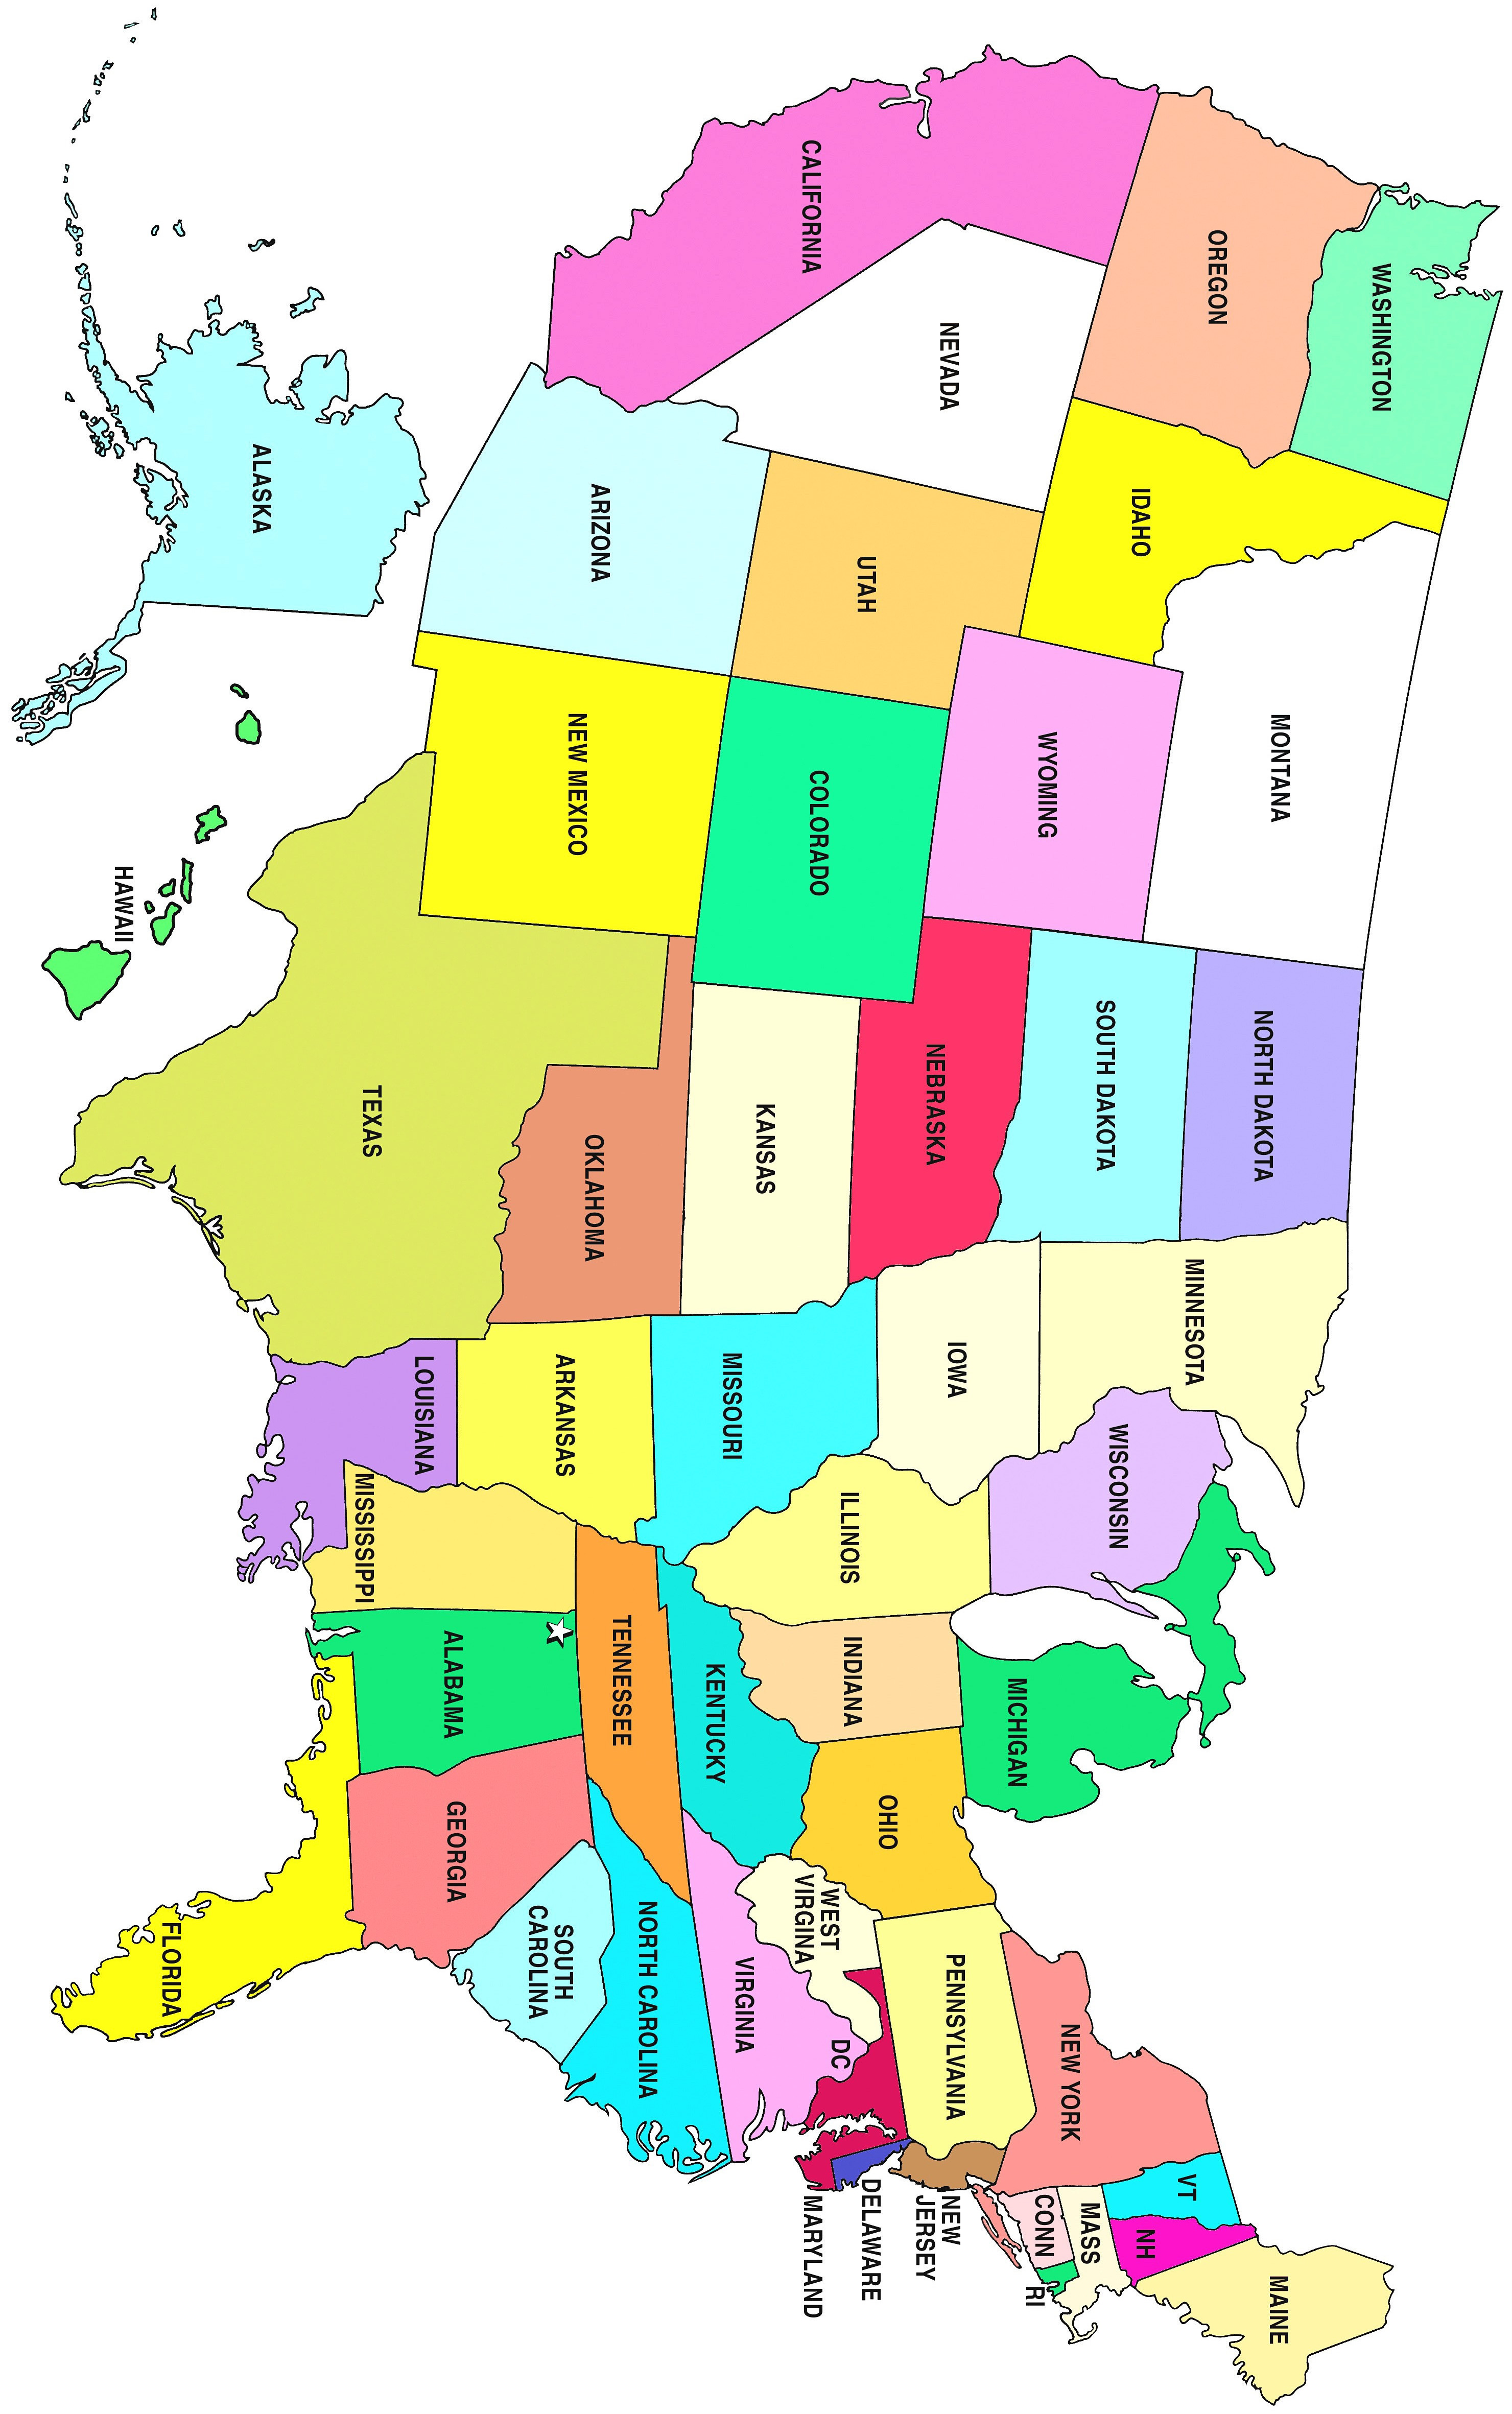 WASHINGTON
OREGON
CALIFORNIA
NEVADA
IDAHO
MONTANA
WYOMING
UTAH
ARIZONA
COLORADO
NEW MEXICO
NORTH DAKOTA
SOUTH DAKOTA
NEBRASKA
KANSAS
OKLAHOMA
TEXAS
MINNESOTA
IOWA
MISSOURI
ARKANSAS
LOUISIANA
WISCONSIN
ILLINOIS
MICHIGAN
INDIANA
OHIO
KENTUCKY
TENNESSEE
MISSISSIPPI
ALABAMA
GEORGIA
FLORIDA
SOUTH
CAROLINA
NORTH CAROLINA
VIRGINIA
WEST
VIRGINA
DC
PENNSYLVANIA
NEW YORK
VT
NH
MAINE
MASS
CONN
RI
NEW
JERSEY
DELAWARE
MARYLAND
ALASKA
HAWAII